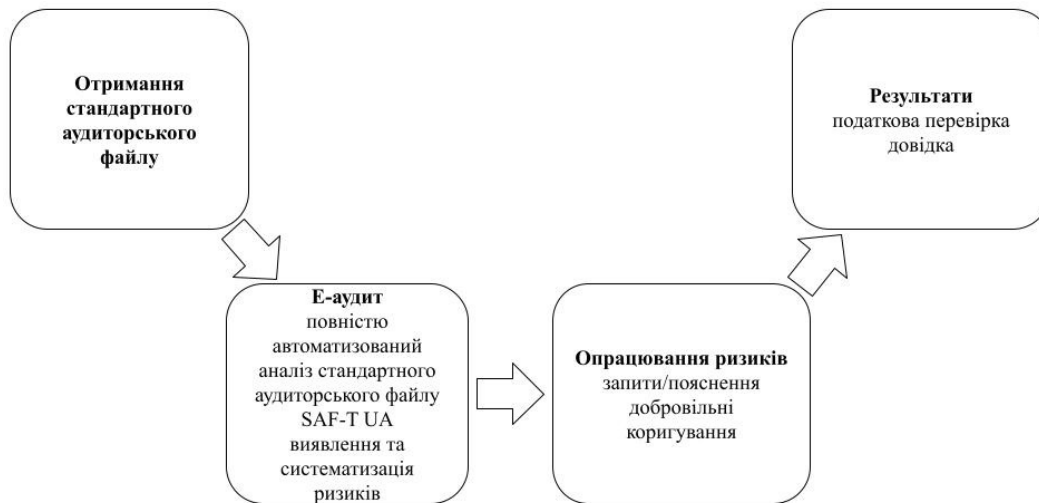 Отримання
стандартного
аудиторського
файлу
Е-аудит
повністю
автоматизований
аналіз стандартного
аудиторського файлу
SAF-T UA
виявлення та
систематизація
ризиків
Опрацювання ризиків
запити/пояснення
добровільні
коригування
Результати
податкова перевірка
довідка